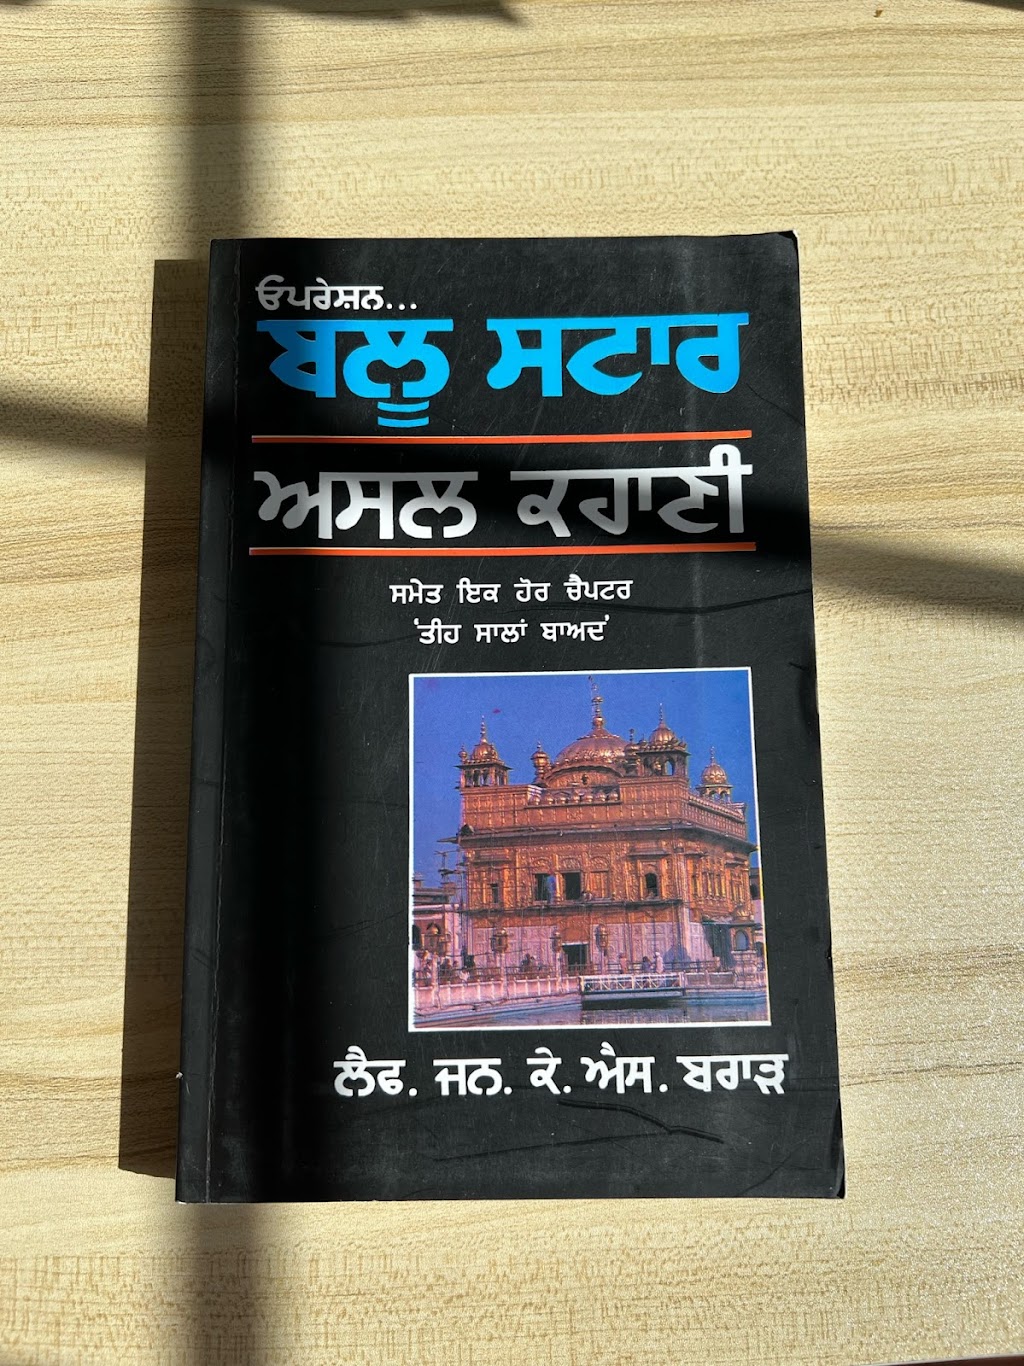 ਓਪਰੇਸ਼ਨ...
ਬਲੂ ਸਟਾਰ
ਅਸਲ ਕਹਾਣੀ
ਸਮੇਤ ਇਕ ਹੋਰ ਚੈਪਟਰ
'ਤੀਹ ਸਾਲਾਂ ਬਾਅਦ'
ਲੈਫ. ਜਨ. ਕੇ. ਐਸ. ਬਰਾੜ